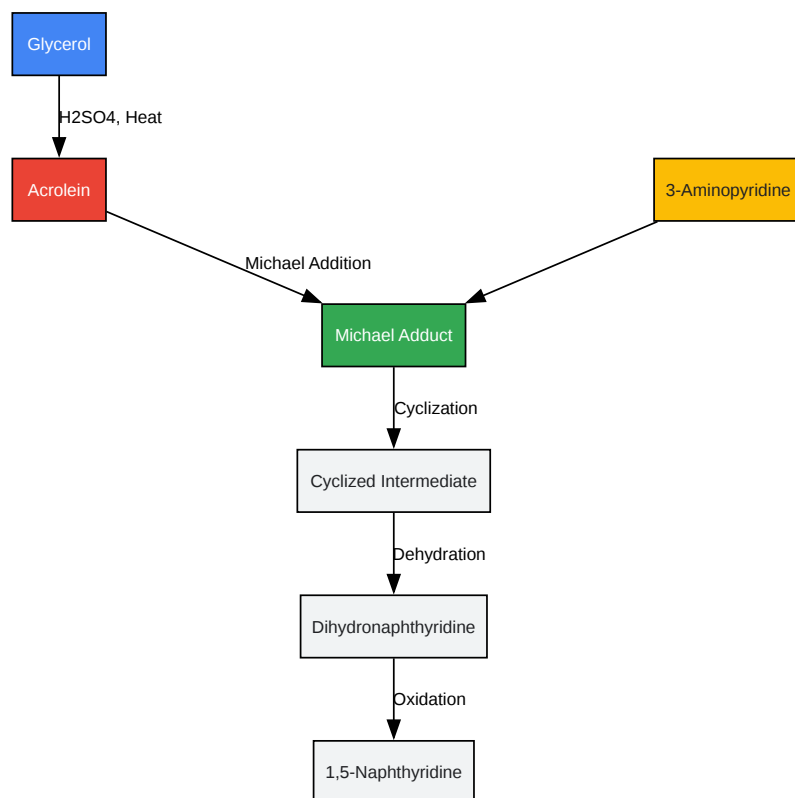 Glycerol
H2SO4, Heat
Acrolein
3-Aminopyridine
Michael Addition
Michael Adduct
Cyclization
Cyclized Intermediate
Dehydration
Dihydronaphthyridine
Oxidation
1,5-Naphthyridine